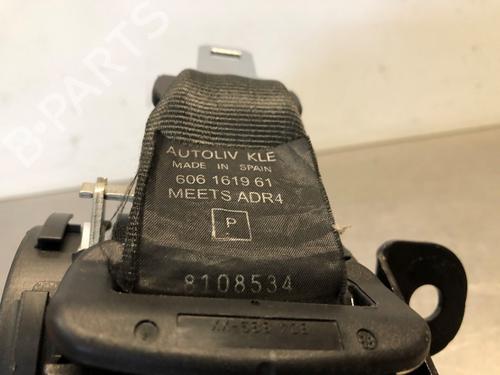 B-PARTS
AUTOLIV KLE
MADE IN SPAIN
606 1619 61
MEETS ADR4
P
8108534